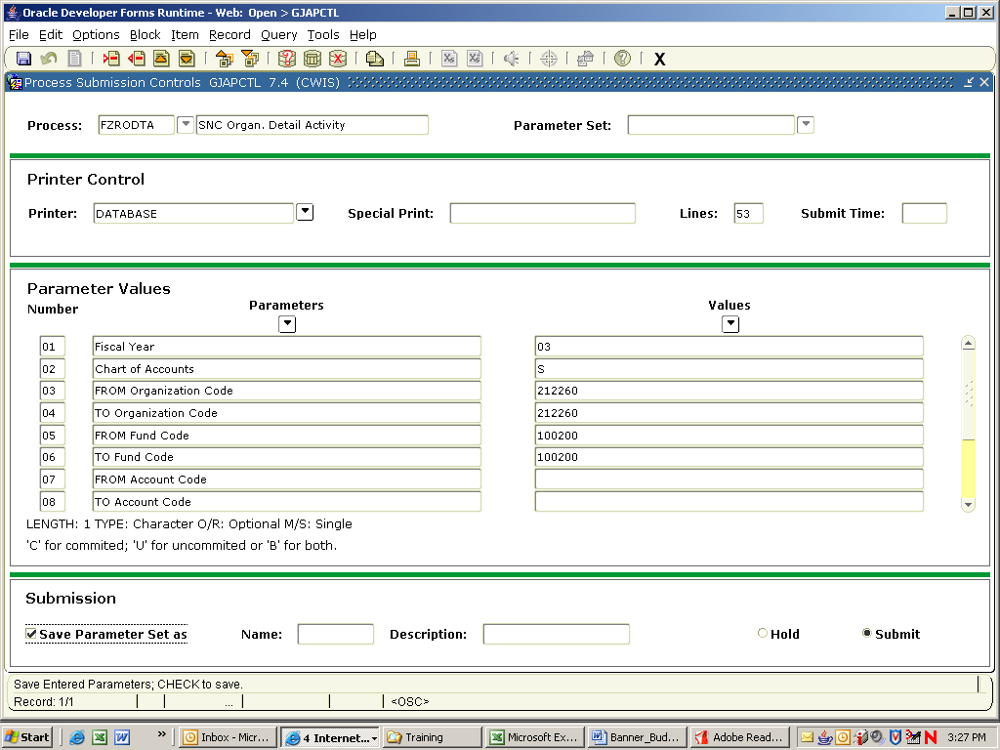 Oracle Developer Forms Runtime - Web: Open > GJAPCTL
File Edit Options Block Item Record Query Tools Help
X
Process Submission Controls GJAPCTL 7.4 (CWIS)
Process: FZRODTA SNC Organ. Detail Activity Parameter Set:
Printer Control
Printer: DATABASE Special Print: Lines: 53 Submit Time:
Parameter Values
Number Parameters Values
01 Fiscal Year 03
02 Chart of Accounts S
03 FROM Organization Code 212260
04 TO Organization Code 212260
05 FROM Fund Code 100200
06 TO Fund Code 100200
07 FROM Account Code
08 TO Account Code
LENGTH: 1 TYPE: Character O/R: Optional M/S: Single
'C' for commited; 'U' for uncommited or 'B' for both.
Submission
Save Parameter Set as Name: Description: Hold Submit
Save Entered Parameters; CHECK to save.
Record: 1/1 ... <OSC>
Start » Inbox - Micr... 4 Internet... Training Microsoft Ex... Banner_Bud... Adobe Read... 3:27 PM